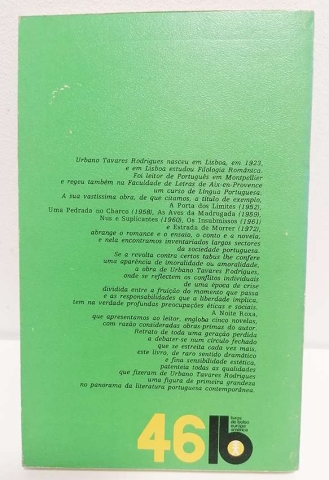 Urbano Tavares Rodrigues nasceu em Lisboa, em 1923,
e em Lisboa estudou Filologia Românica.
Foi leitor de Português em Montpellier
e regeu também na Faculdade de Letras de Aix-en-Provence
um curso de Língua Portuguesa.
A sua vastíssima obra, de que citamos, a título de exemplo,
A Porta dos Limites (1952),
Uma Pedrada no Charco (1958), As Aves da Madrugada (1959),
Nus e Suplicantes (1960), Os Insubmissos (1961)
e Estrada de Morrer (1972),
abrange o romance e o ensaio, o conto e a novela,
e nela encontramos inventariados largos sectores
da sociedade portuguesa.
Se a revolta contra certos tabus lhe confere
uma aparência de imoralidade ou amoralidade,
a obra de Urbano Tavares Rodrigues,
onde se reflectem os conflitos individuais
de uma época de crise
dividida entre a fruição do momento que passa
e as responsabilidades que a liberdade implica,
tem na verdade profundas preocupações éticas e sociais.
A Noite Roxa,
que apresentamos ao leitor, engloba cinco novelas,
com razão consideradas obras primas do autor.
Retrato de toda uma geração perdida
a debater-se num círculo fechado
que se estreita cada vez mais,
este livro, de raro sentido dramático
e fina sensibilidade estética,
patenteia todas as qualidades
que fizeram de Urbano Tavares Rodrigues
uma figura de primeira grandeza
no panorama da literatura portuguesa contemporânea.
46 lb
livros
de bolso
europa
américa